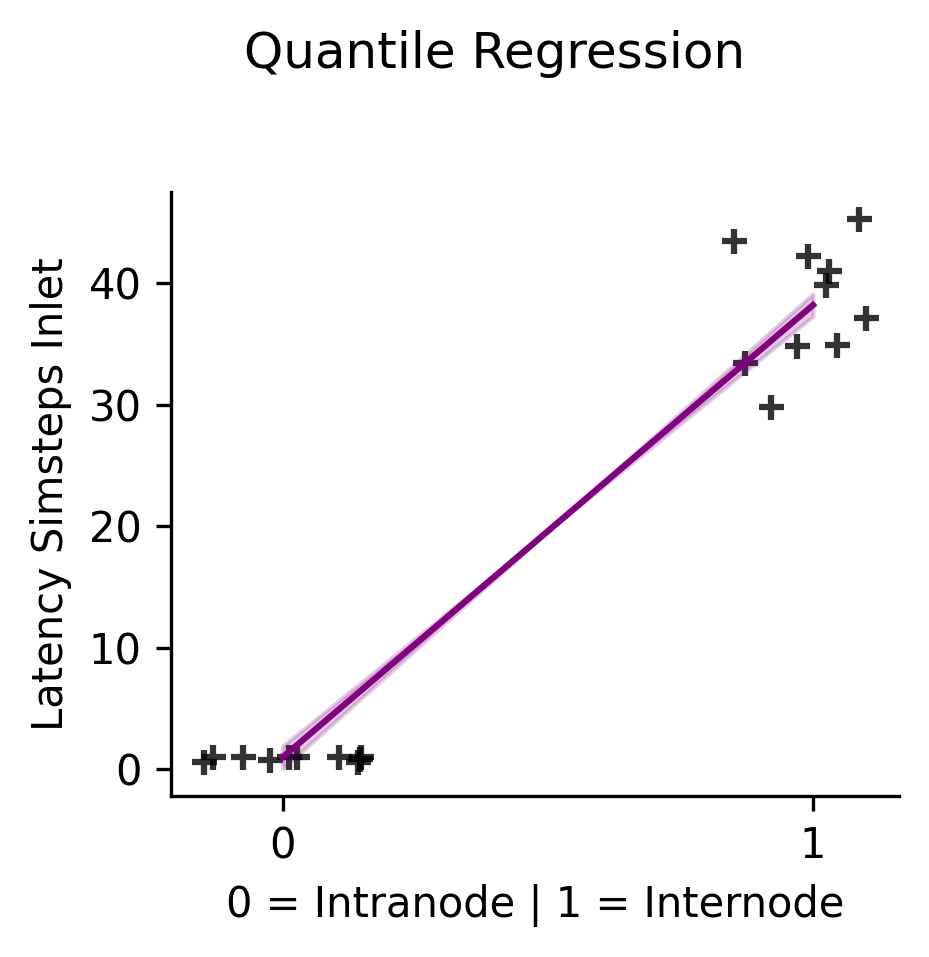 Quantile Regression
Latency Simsteps Inlet
40
30
20
10
0
0 1
0 = Intranode | 1 = Internode